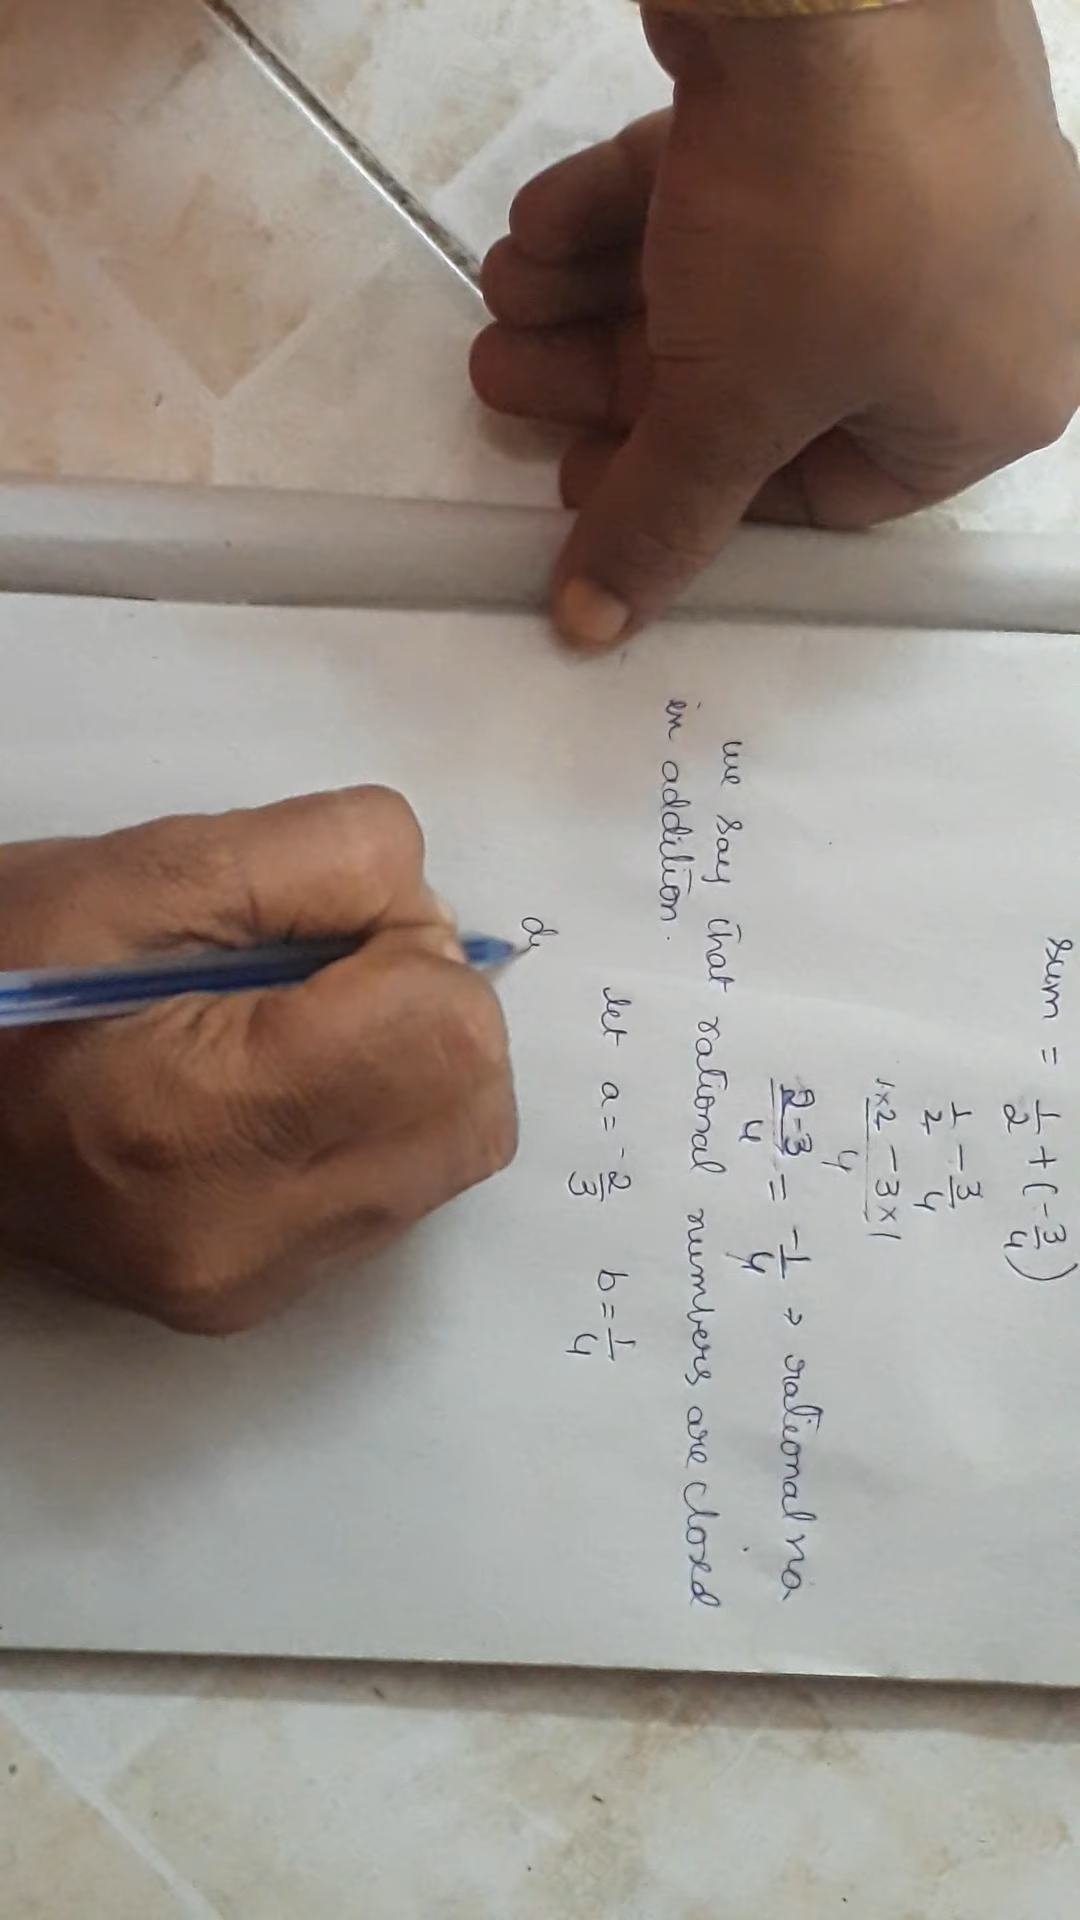 sum = 1/2 + (-3/4)
1/2 - 3/4
1×2 - 3×1 / 4
2-3/4 = -1/4 → rational no.
we say that rational numbers are closed
in addition.
let a = -2/3 b = 1/4
di